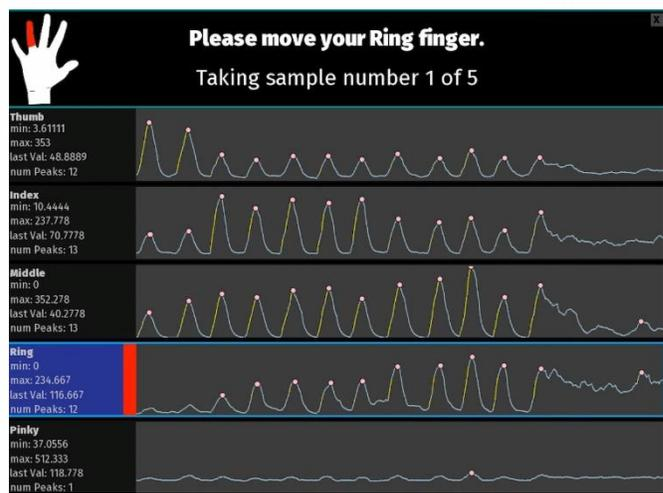 X
Please move your Ring finger.
Taking sample number 1 of 5
Thumb
min: 3.61111
max: 353
last Val: 48.8889
num Peaks: 12
Index
min: 10.4444
max: 237.778
last Val: 70.7778
num Peaks: 13
Middle
min: 0
max: 352.278
last Val: 40.2778
num Peaks: 13
Ring
min: 0
max: 234.667
last Val: 116.667
num Peaks: 12
Pinky
min: 37.0556
max: 512.333
last Val: 118.778
num Peaks: 1